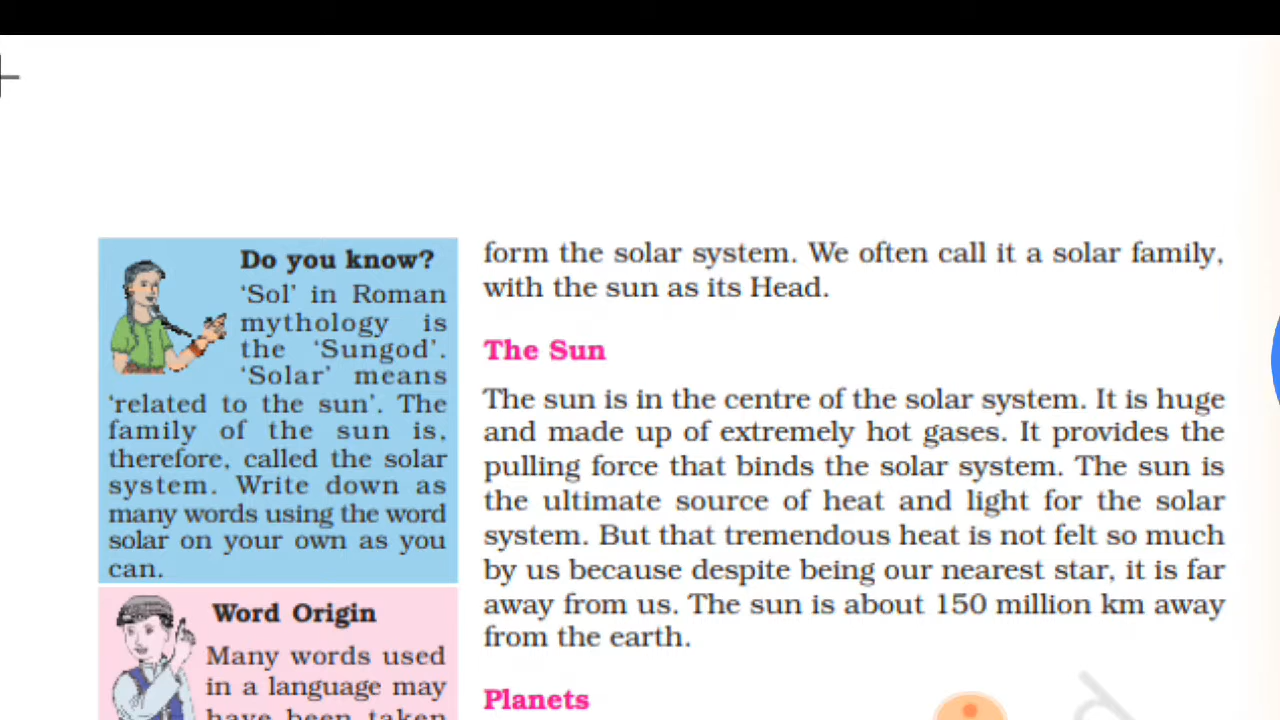 Do you know?
‘Sol’ in Roman
mythology is
the ‘Sungod’.
‘Solar’ means
‘related to the sun’. The
family of the sun is,
therefore, called the solar
system. Write down as
many words using the word
solar on your own as you
can.
Word Origin
Many words used
in a language may
have been taken
form the solar system. We often call it a solar family,
with the sun as its Head.
The Sun
The sun is in the centre of the solar system. It is huge
and made up of extremely hot gases. It provides the
pulling force that binds the solar system. The sun is
the ultimate source of heat and light for the solar
system. But that tremendous heat is not felt so much
by us because despite being our nearest star, it is far
away from us. The sun is about 150 million km away
from the earth.
Planets